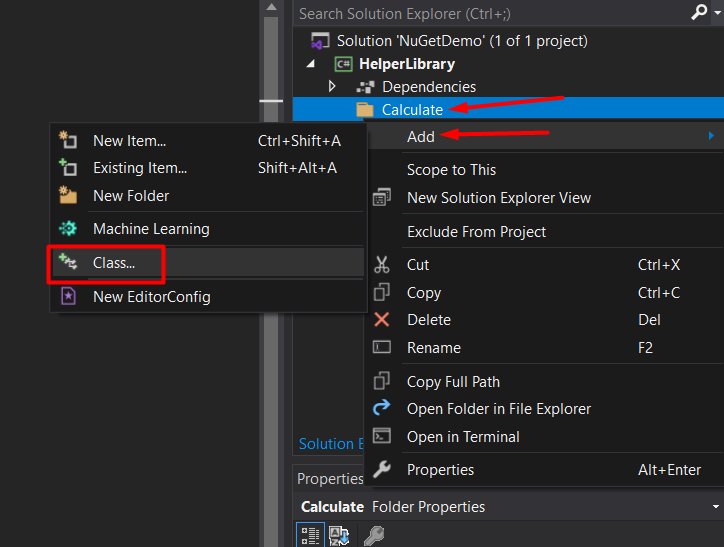 Search Solution Explorer (Ctrl+;)
Solution 'NuGetDemo' (1 of 1 project)
C# HelperLibrary
Dependencies
Calculate
Add
Scope to This
New Solution Explorer View
Exclude From Project
Cut Ctrl+X
Copy Ctrl+C
Delete Del
Rename F2
Copy Full Path
Open Folder in File Explorer
Open in Terminal
Properties Alt+Enter
New Item... Ctrl+Shift+A
Existing Item... Shift+Alt+A
New Folder
Machine Learning
Class...
New EditorConfig
Solution E
Properties
Calculate Folder Properties